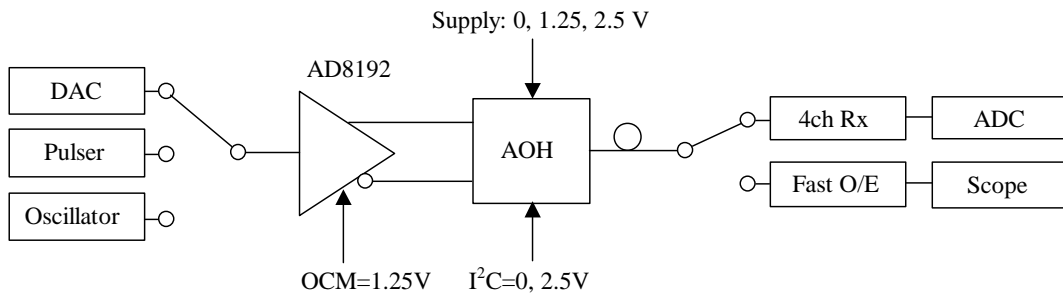 Supply: 0, 1.25, 2.5 V
AD8192
DAC
4ch Rx
ADC
Pulser
AOH
Fast O/E
Scope
Oscillator
OCM=1.25V
I²C=0, 2.5V